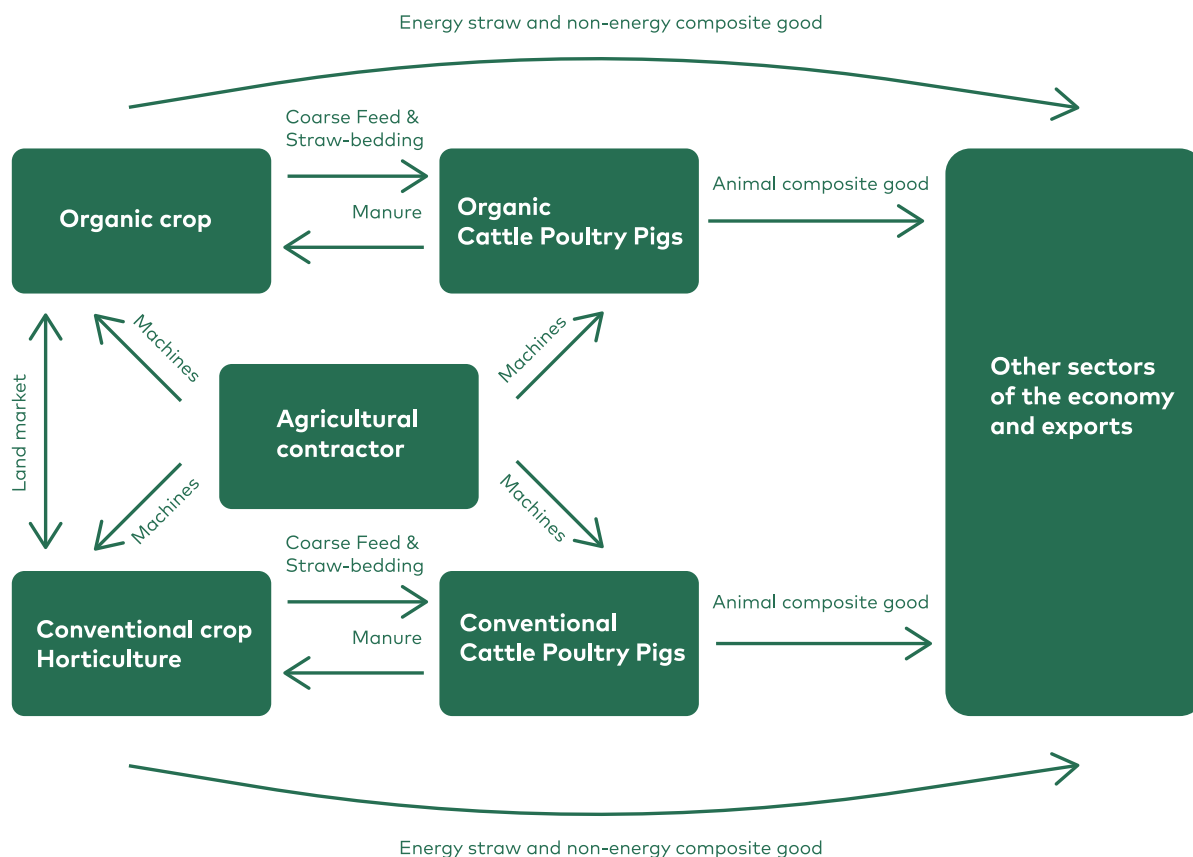 Energy straw and non-energy composite good
Coarse Feed &
Straw-bedding
Organic crop
Manure
Organic
Cattle Poultry Pigs
Animal composite good
Machines
Machines
Land market
Agricultural
contractor
Other sectors
of the economy
and exports
Machines
Machines
Coarse Feed &
Straw-bedding
Conventional crop
Horticulture
Manure
Conventional
Cattle Poultry Pigs
Animal composite good
Energy straw and non-energy composite good